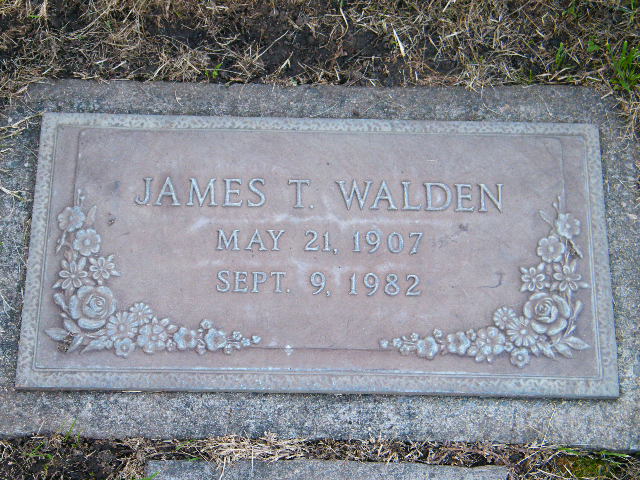 JAMES T. WALDEN
MAY 21, 1907
SEPT. 9, 1982